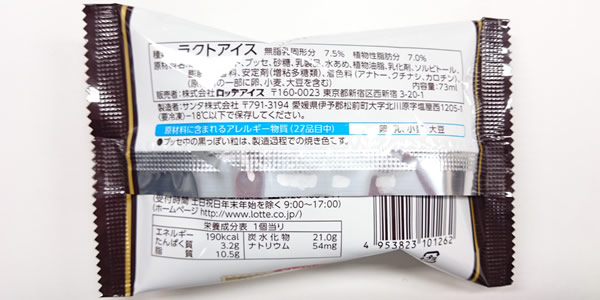 ラクトアイス 無脂乳固形分 7.5% 植物性脂肪分 7.0%
ブッセ、砂糖、乳製品、水あめ、植物油脂、乳化剤、ソルビトール、
安定剤(増粘多糖類)、着色料(アナトー、クチナシ、カロチン)、
(原材料の一部に卵、小麦、大豆を含む) 内容量:73ml
販売者:株式会社ロッテアイス 〒160-0023 東京都新宿区西新宿 3-20-1
製造者:サンタ株式会社 〒791-3194 愛媛県伊予郡松前町大字北川原字塩屋西1205-1
(要冷凍)−18℃以下で保存してください。
原材料に含まれるアレルギー物質(27品目中) 卵、乳、小麦、大豆
●ブッセ中の黒っぽい粒は、製造過程での焼き色です。
受付時間 土日祝日年末年始を除く 9:00〜17:00
(ホームページ http://www.lotte.co.jp/)
栄養成分表示 1個当り
エネルギー 190kcal 炭水化物 21.0g
たんぱく質 3.2g ナトリウム 54mg
脂質 10.5g
4 953823 101262